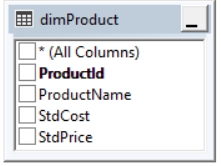 dimProduct
* (All Columns)
ProductId
ProductName
StdCost
StdPrice